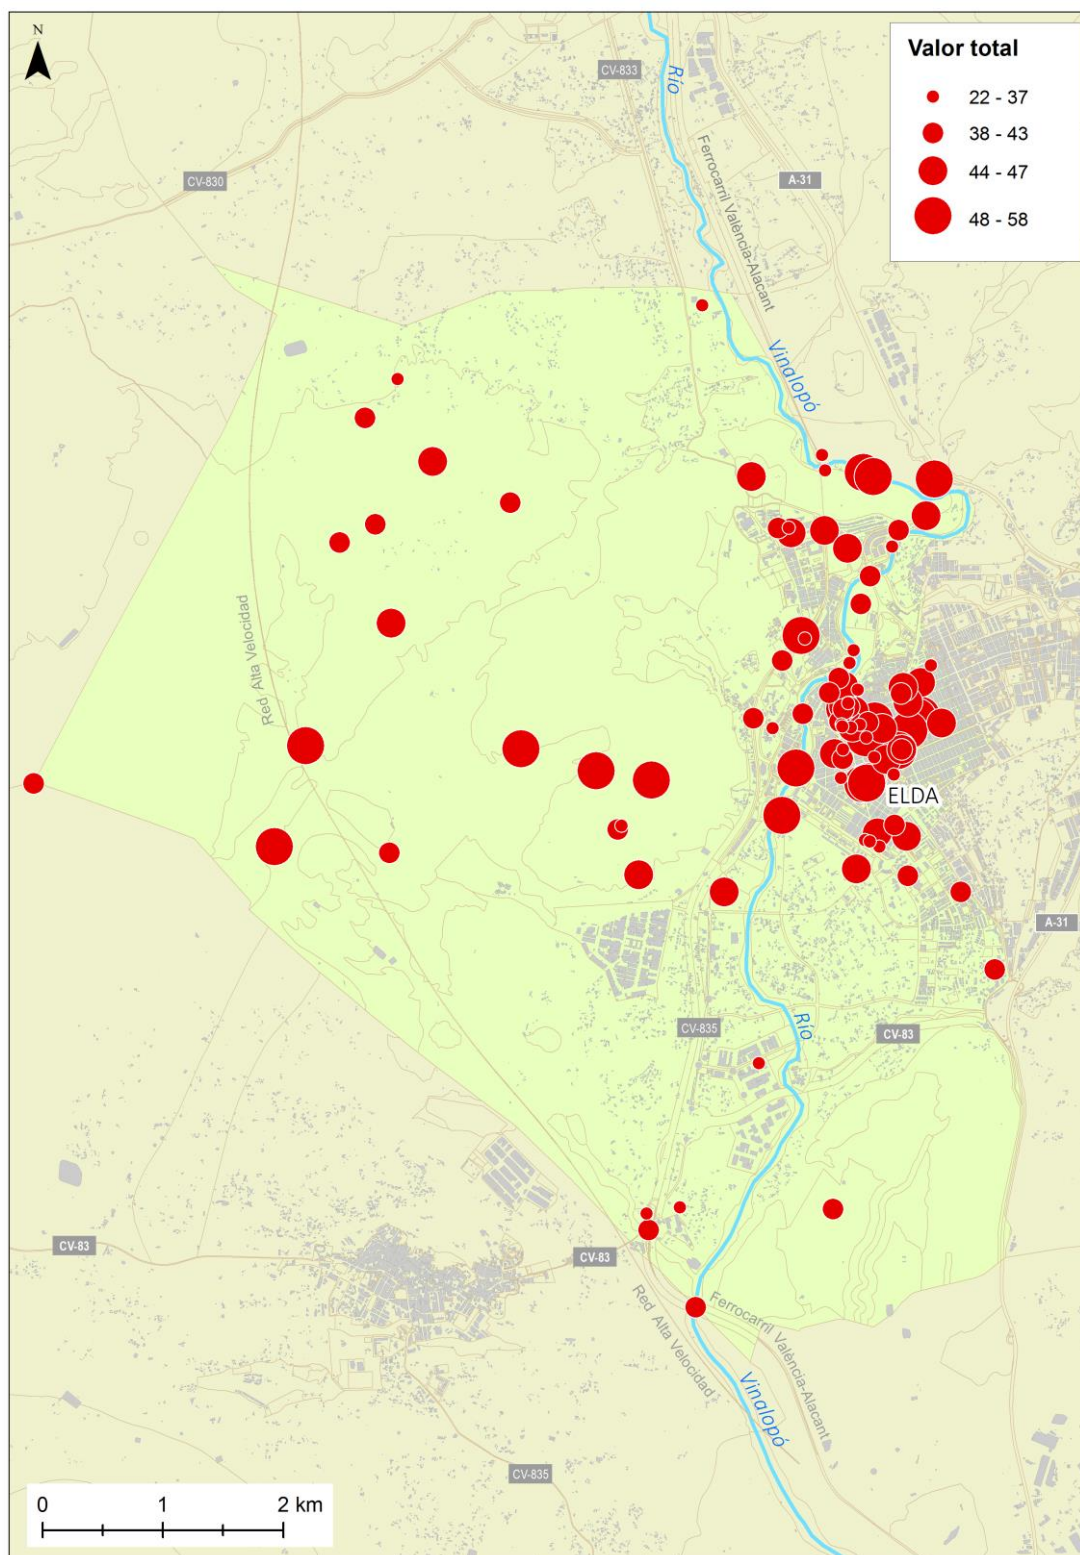 N
Valor total
22 - 37
38 - 43
44 - 47
48 - 58
CV-833
Río
Ferrocarril València-Alacant
A-31
CV-830
Vinalopó
Red Alta Velocidad
ELDA
A-31
CV-835
Río
CV-83
CV-83
CV-83
Red Alta Velocidad
Ferrocarril València-Alacant
Vinalopó
CV-835
0 1 2 km